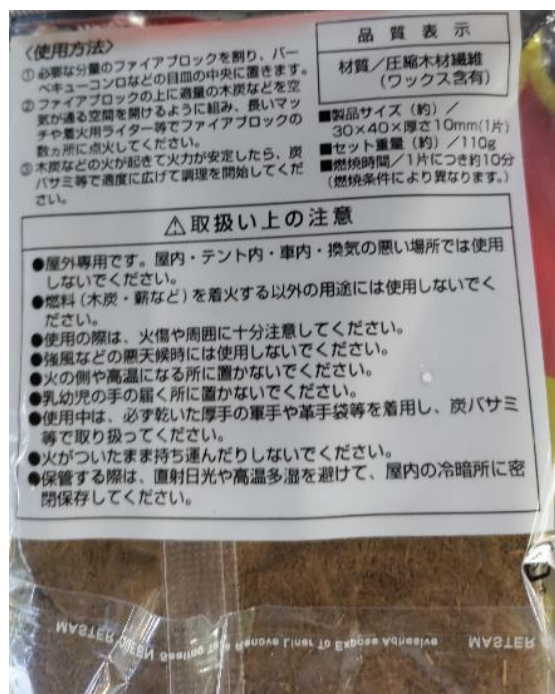 〈使用方法〉
①必要な分量のファイアブロックを割り、バー
ベキューコンロなどの目皿の中央に置きます。
②ファイアブロックの上に適量の木炭などを空
気が通る空間を開けるように組み、長いマッ
チや着火用ライター等でファイアブロックの
数ヵ所に点火してください。
③木炭などの火が起きて火力が安定したら、炭
バサミ等で適度に広げて調理を開始してくだ
さい。
品質表示
材質／圧縮木材繊維
(ワックス含有)
■製品サイズ（約）／
30×40×厚さ10mm(1片)
■セット重量（約）／110g
■燃焼時間／1片につき約10分
(燃焼条件により異なります。)
⚠取扱い上の注意
●屋外専用です。屋内・テント内・車内・換気の悪い場所では使用
しないでください。
●燃料(木炭・薪など)を着火する以外の用途には使用しないでく
ださい。
●使用の際は、火傷や周囲に十分注意してください。
●強風などの悪天候時には使用しないでください。
●火の側や高温になる所に置かないでください。
●乳幼児の手の届く所に置かないでください。
●使用中は、必ず乾いた厚手の軍手や革手袋等を着用し、炭バサミ
等で取り扱ってください。
●火がついたまま持ち運んだりしないでください。
●保管する際は、直射日光や高温多湿を避けて、屋内の冷暗所に密
閉保存してください。
MASTER QUEEN Sealing Tape Remove Liner To Expose Adhesive MASTER